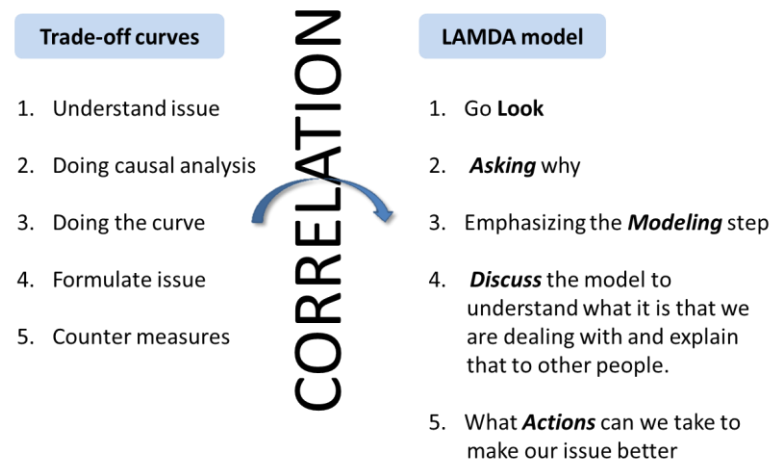 Trade-off curves
1. Understand issue
2. Doing causal analysis
3. Doing the curve
4. Formulate issue
5. Counter measures
CORRELATION
LAMDA model
1. Go Look
2. Asking why
3. Emphasizing the Modeling step
4. Discuss the model to
understand what it is that we
are dealing with and explain
that to other people.
5. What Actions can we take to
make our issue better